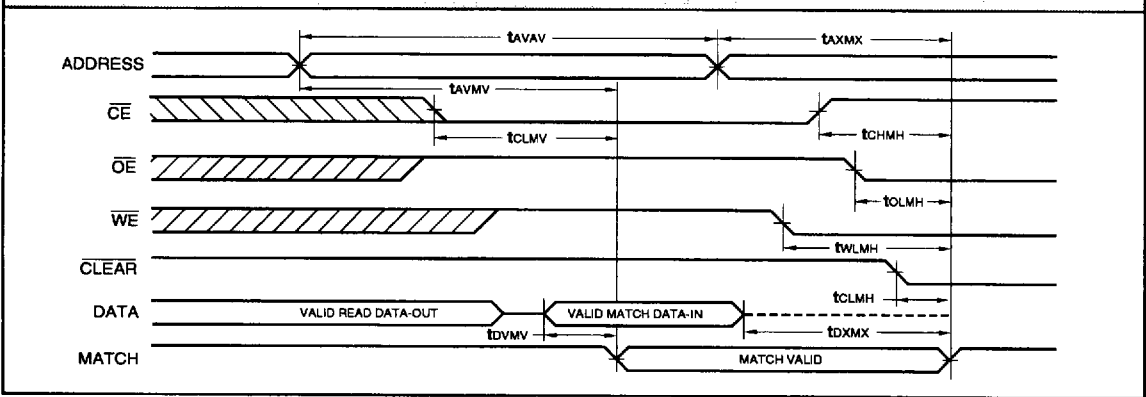 tAVAV
tAXMX
ADDRESS
tAVMV
CE
tCLMV
tCHMH
OE
tOLMH
WE
tWLMH
CLEAR
tCLMH
DATA
VALID READ DATA-OUT
VALID MATCH DATA-IN
tDVMV
tDXMX
MATCH
MATCH VALID